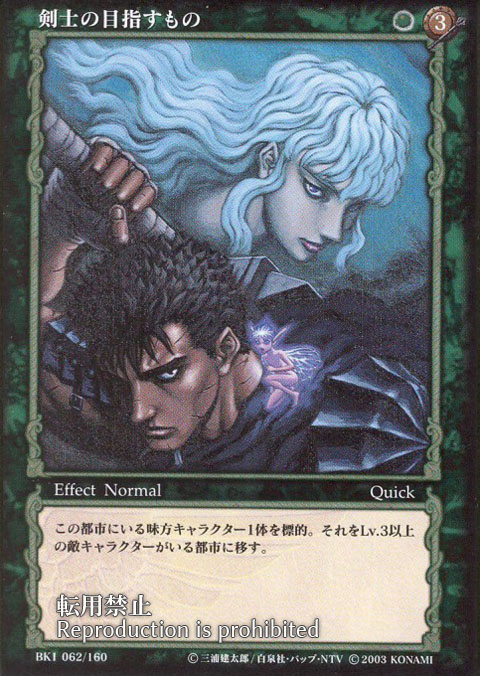 剣士の目指すもの
3
Effect Normal Quick
この都市にいる味方キャラクター1体を標的。それをLv.3以上
の敵キャラクターがいる都市に移す。
転用禁止
Reproduction is prohibited
BK1 062/160 © 三浦建太郎/白泉社・バップ・NTV © 2003 KONAMI